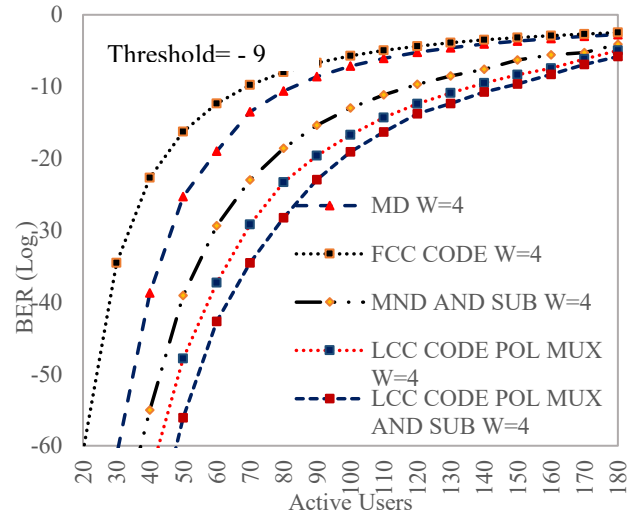 0
-10
-20
-30
-40
-50
-60
BER (Log.)
Threshold= - 9
MD W=4
FCC CODE W=4
MND AND SUB W=4
LCC CODE POL MUX
W=4
LCC CODE POL MUX
AND SUB W=4
20 30 40 50 60 70 80 90 100 110 120 130 140 150 160 170 180
Active Users